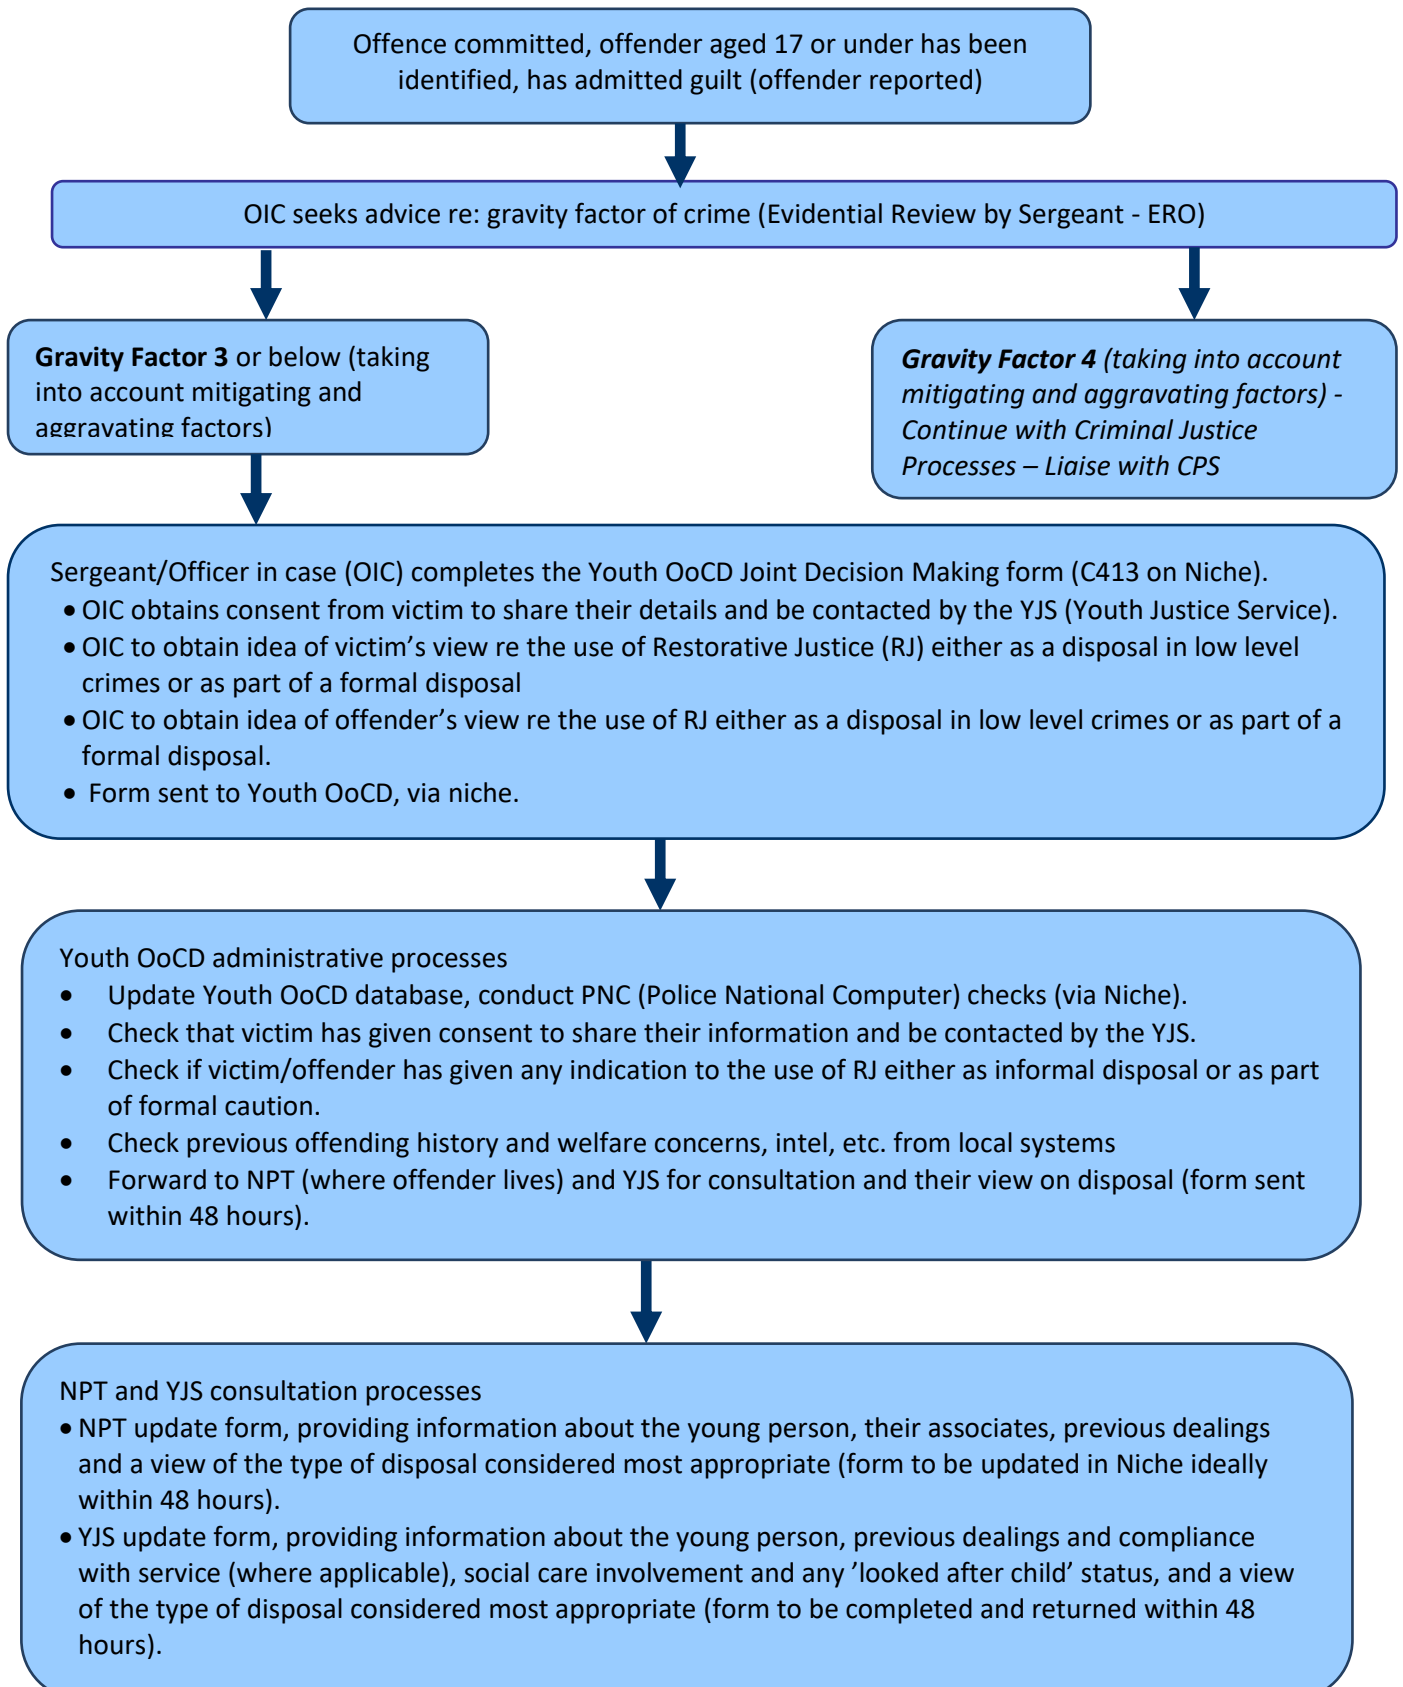 Offence committed, offender aged 17 or under has been
identified, has admitted guilt (offender reported)
OIC seeks advice re: gravity factor of crime (Evidential Review by Sergeant - ERO)
Gravity Factor 3 or below (taking
into account mitigating and
aggravating factors)
Gravity Factor 4 (taking into account
mitigating and aggravating factors) -
Continue with Criminal Justice
Processes – Liaise with CPS
Sergeant/Officer in case (OIC) completes the Youth OoCD Joint Decision Making form (C413 on Niche).
• OIC obtains consent from victim to share their details and be contacted by the YJS (Youth Justice Service).
• OIC to obtain idea of victim’s view re the use of Restorative Justice (RJ) either as a disposal in low level
crimes or as part of a formal disposal
• OIC to obtain idea of offender’s view re the use of RJ either as a disposal in low level crimes or as part of a
formal disposal.
• Form sent to Youth OoCD, via niche.
Youth OoCD administrative processes
• Update Youth OoCD database, conduct PNC (Police National Computer) checks (via Niche).
• Check that victim has given consent to share their information and be contacted by the YJS.
• Check if victim/offender has given any indication to the use of RJ either as informal disposal or as part
of formal caution.
• Check previous offending history and welfare concerns, intel, etc. from local systems
• Forward to NPT (where offender lives) and YJS for consultation and their view on disposal (form sent
within 48 hours).
NPT and YJS consultation processes
• NPT update form, providing information about the young person, their associates, previous dealings
and a view of the type of disposal considered most appropriate (form to be updated in Niche ideally
within 48 hours).
• YJS update form, providing information about the young person, previous dealings and compliance
with service (where applicable), social care involvement and any ’looked after child’ status, and a view
of the type of disposal considered most appropriate (form to be completed and returned within 48
hours).